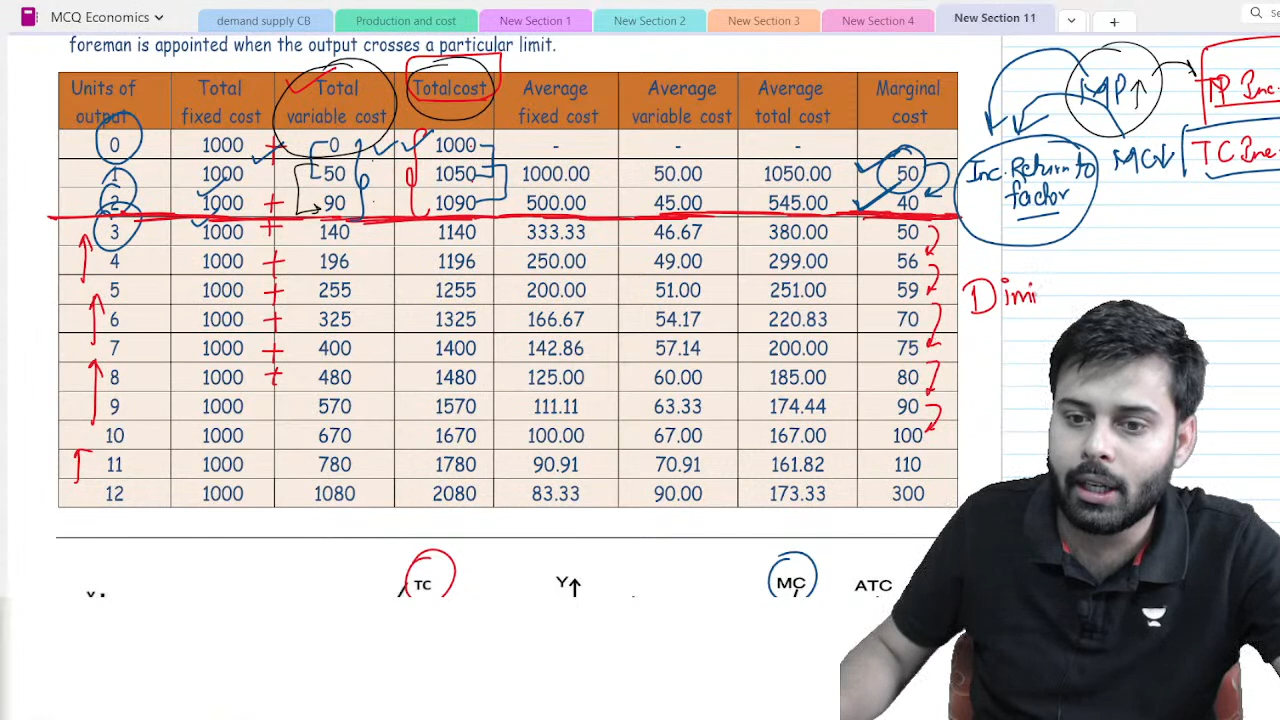 MCQ Economics
demand supply CB
Production and cost
New Section 1
New Section 2
New Section 3
New Section 4
New Section 11
foreman is appointed when the output crosses a particular limit.
Units of output Total fixed cost Total variable cost Total cost Average fixed cost Average variable cost Average total cost Marginal cost
0 1000 + 0 1000 - - -
1 1000 50 1050 1000.00 50.00 1050.00 50
2 1000 + 90 1090 500.00 45.00 545.00 40
3 1000 + 140 1140 333.33 46.67 380.00 50
4 1000 + 196 1196 250.00 49.00 299.00 56
5 1000 + 255 1255 200.00 51.00 251.00 59
6 1000 + 325 1325 166.67 54.17 220.83 70
7 1000 + 400 1400 142.86 57.14 200.00 75
8 1000 + 480 1480 125.00 60.00 185.00 80
9 1000 570 1570 111.11 63.33 174.44 90
10 1000 670 1670 100.00 67.00 167.00 100
11 1000 780 1780 90.91 70.91 161.82 110
12 1000 1080 2080 83.33 90.00 173.33 300
MP↑
TP Inc.
MC↓
TC Inc.
Inc. Return to
factor
Dimi
TC
Y
MC
ATC